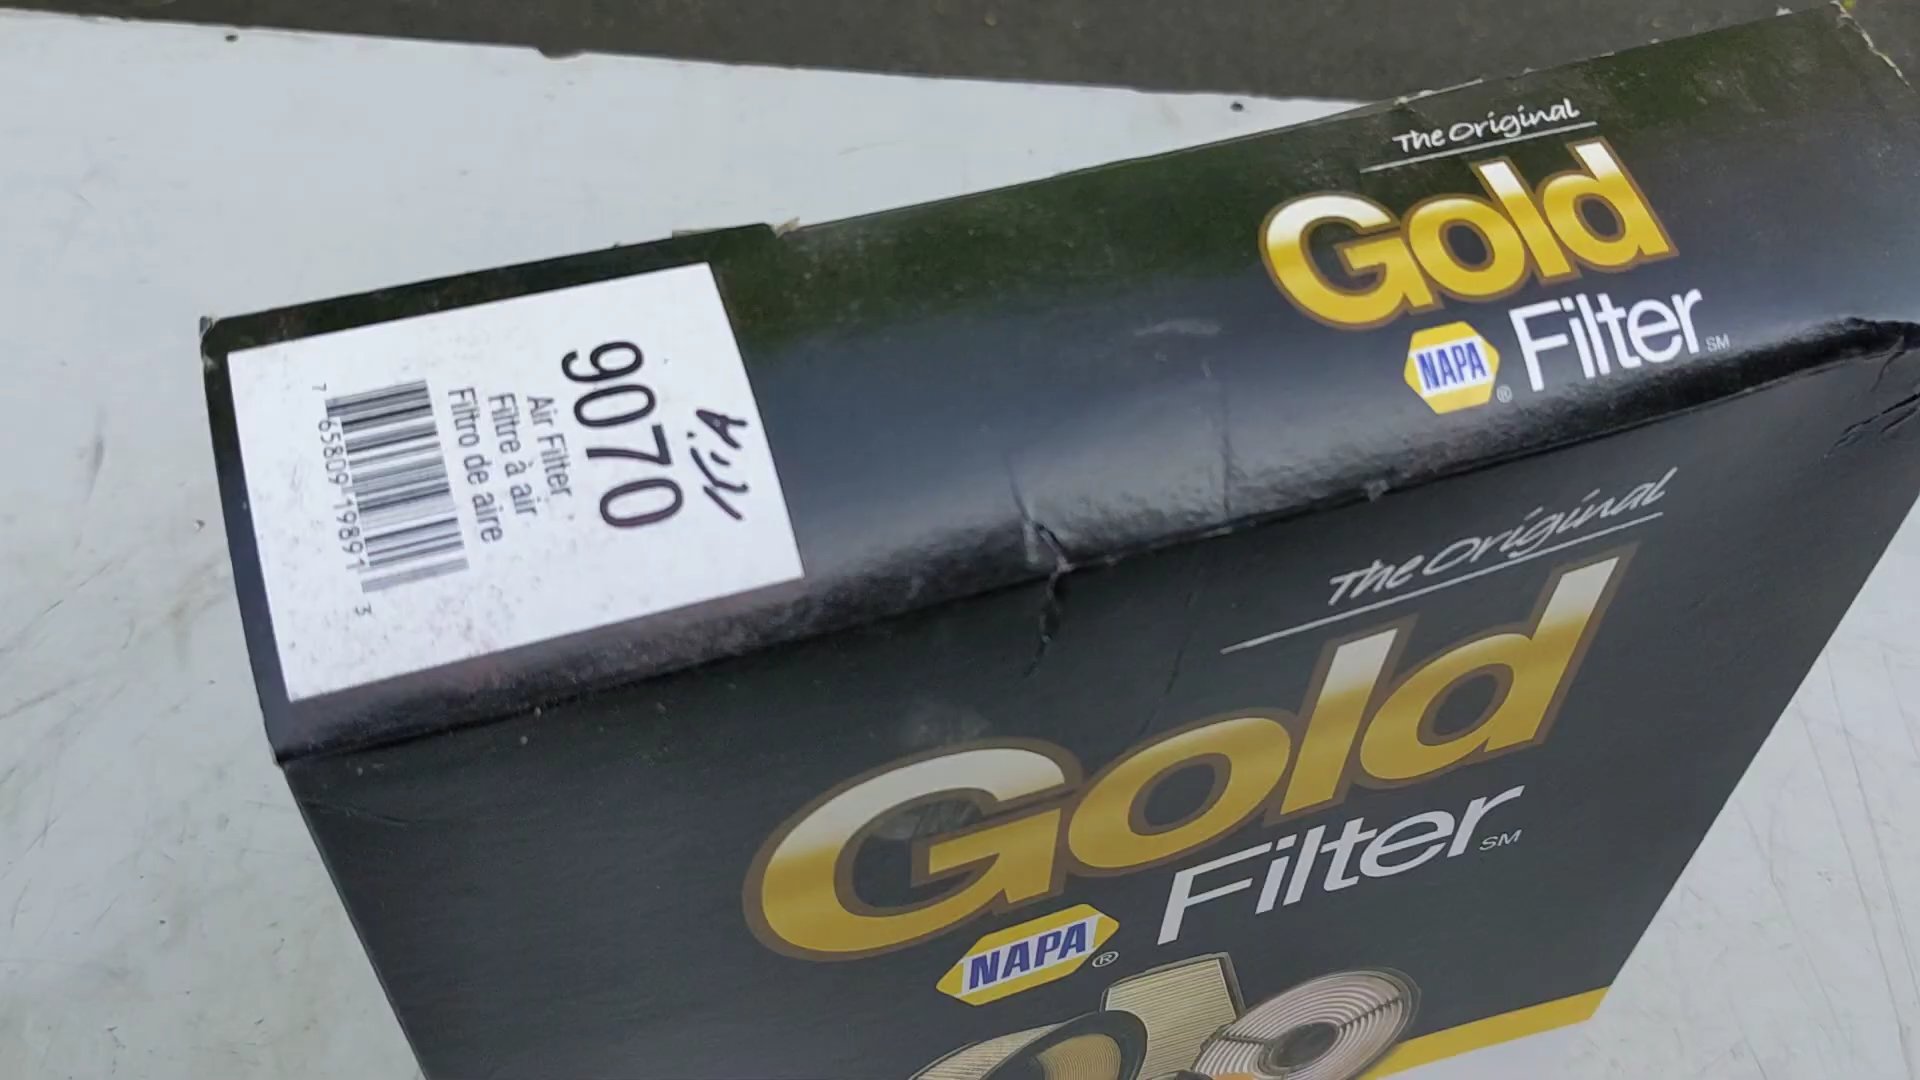 9070
Air Filter
Filtre à air
Filtro de aire
7 65809 19891 3
The Original
Gold
NAPA® Filter SM
The Original
Gold
NAPA® Filter SM